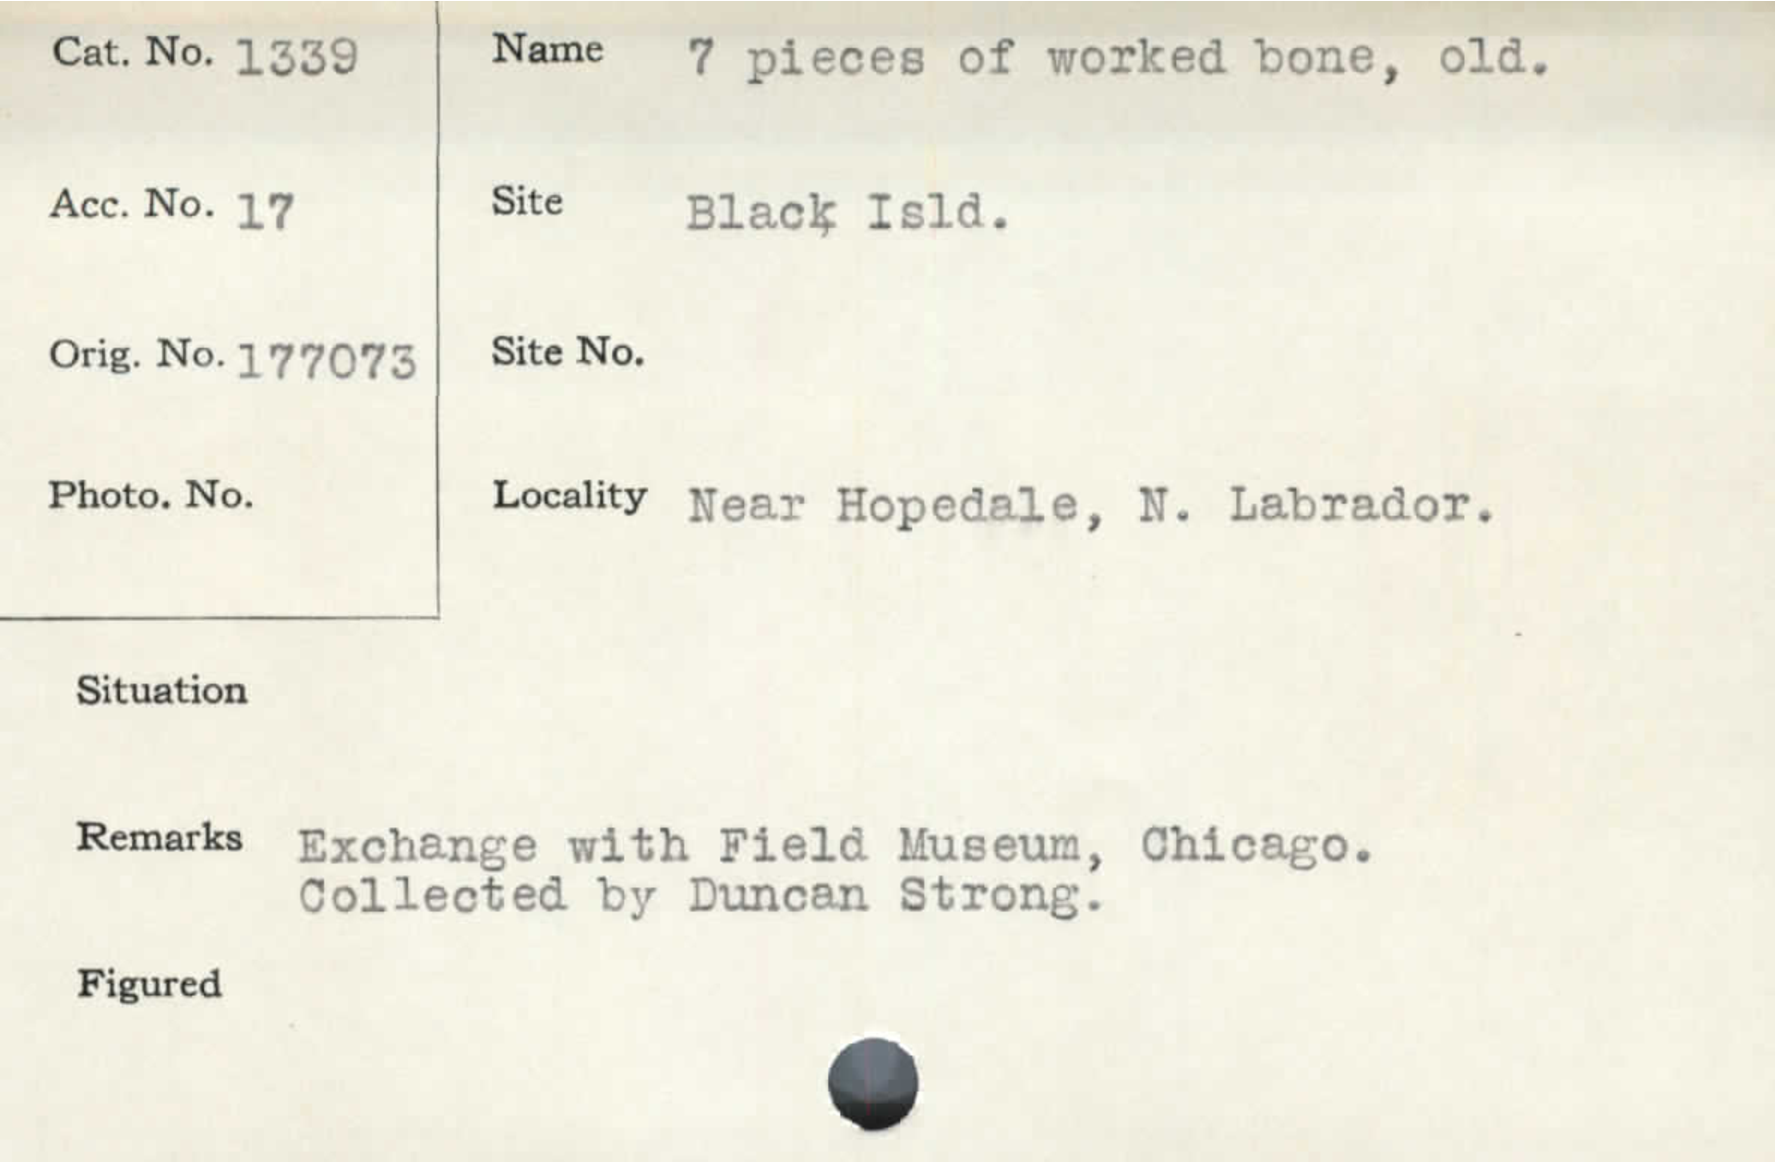 Cat. No. 1339
Name 7 pieces of worked bone, old.
Acc. No. 17
Site Black Isld.
Orig. No. 177073
Site No.
Photo. No.
Locality Near Hopedale, N. Labrador.
Situation
Remarks Exchange with Field Museum, Chicago.
Collected by Duncan Strong.
Figured